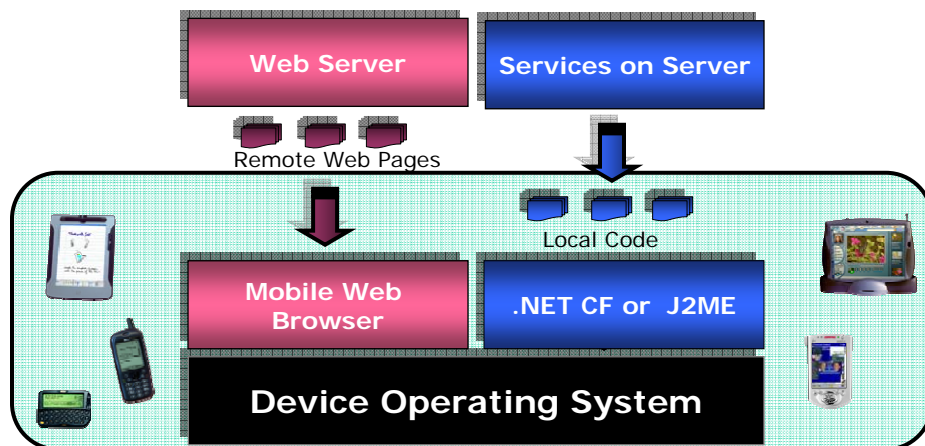 Web Server
Services on Server
Remote Web Pages
Local Code
Mobile Web
Browser
.NET CF or J2ME
Device Operating System